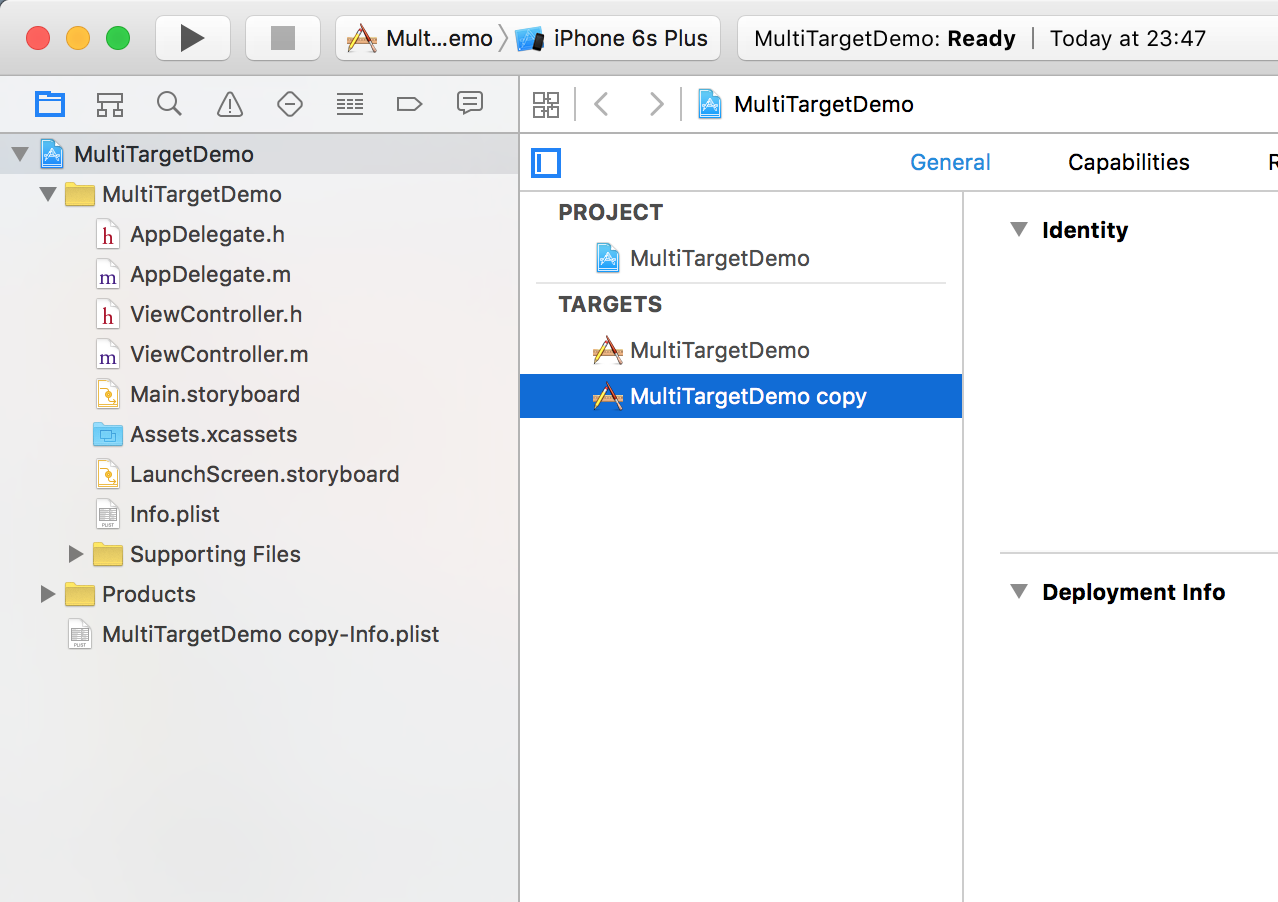 Mult...emo
iPhone 6s Plus
MultiTargetDemo: Ready | Today at 23:47
MultiTargetDemo
MultiTargetDemo
MultiTargetDemo
AppDelegate.h
AppDelegate.m
ViewController.h
ViewController.m
Main.storyboard
Assets.xcassets
LaunchScreen.storyboard
Info.plist
Supporting Files
Products
MultiTargetDemo copy-Info.plist
General
Capabilities
PROJECT
MultiTargetDemo
TARGETS
MultiTargetDemo
MultiTargetDemo copy
Identity
Deployment Info